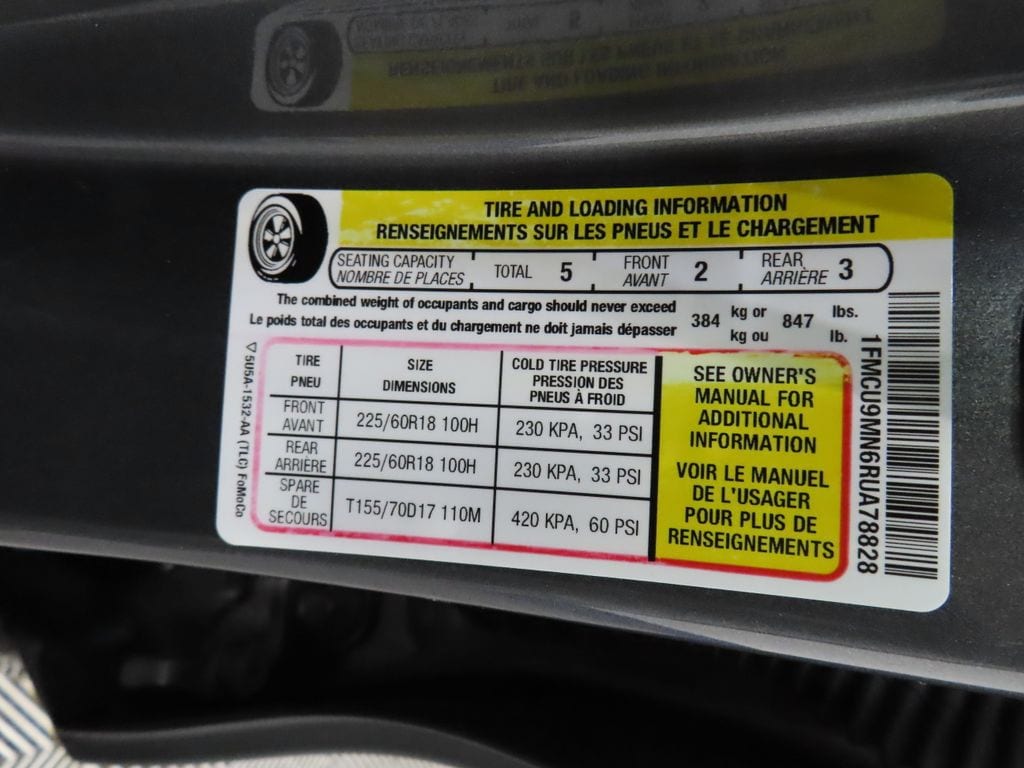 TIRE AND LOADING INFORMATION
RENSEIGNEMENTS SUR LES PNEUS ET LE CHARGEMENT
SEATING CAPACITY
NOMBRE DE PLACES
TOTAL 5
FRONT
AVANT
2
REAR
ARRIÈRE
3
The combined weight of occupants and cargo should never exceed
Le poids total des occupants et du chargement ne doit jamais dépasser
384
kg or
kg ou
847
lbs.
lb.
TIRE
PNEU
SIZE
DIMENSIONS
COLD TIRE PRESSURE
PRESSION DES
PNEUS À FROID
FRONT
AVANT
225/60R18 100H
230 KPA, 33 PSI
REAR
ARRIÈRE
225/60R18 100H
230 KPA, 33 PSI
SPARE
DE
SECOURS
T155/70D17 110M
420 KPA, 60 PSI
SEE OWNER'S
MANUAL FOR
ADDITIONAL
INFORMATION
VOIR LE MANUEL
DE L'USAGER
POUR PLUS DE
RENSEIGNEMENTS
1FMCU9MN6RUA78828
5U5A-1532-AA (TLC) FoMoCo